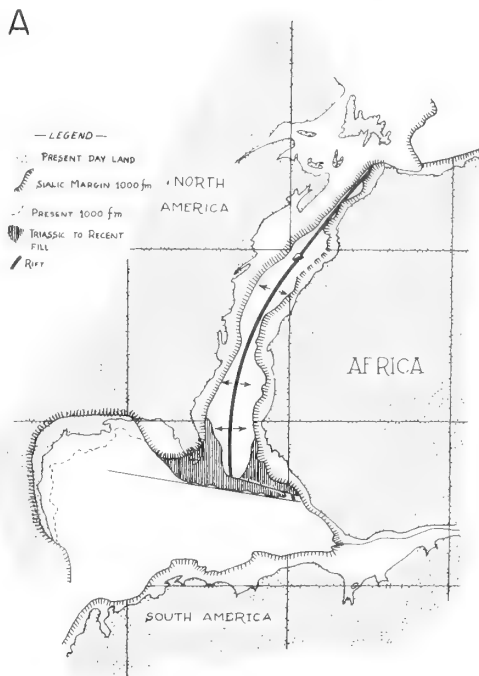 A
— LEGEND —
PRESENT DAY LAND
SIALIC MARGIN 1000 fm
PRESENT 1000 fm
TRIASSIC TO RECENT
FILL
RIFT
NORTH
AMERICA
AFRICA
SOUTH AMERICA